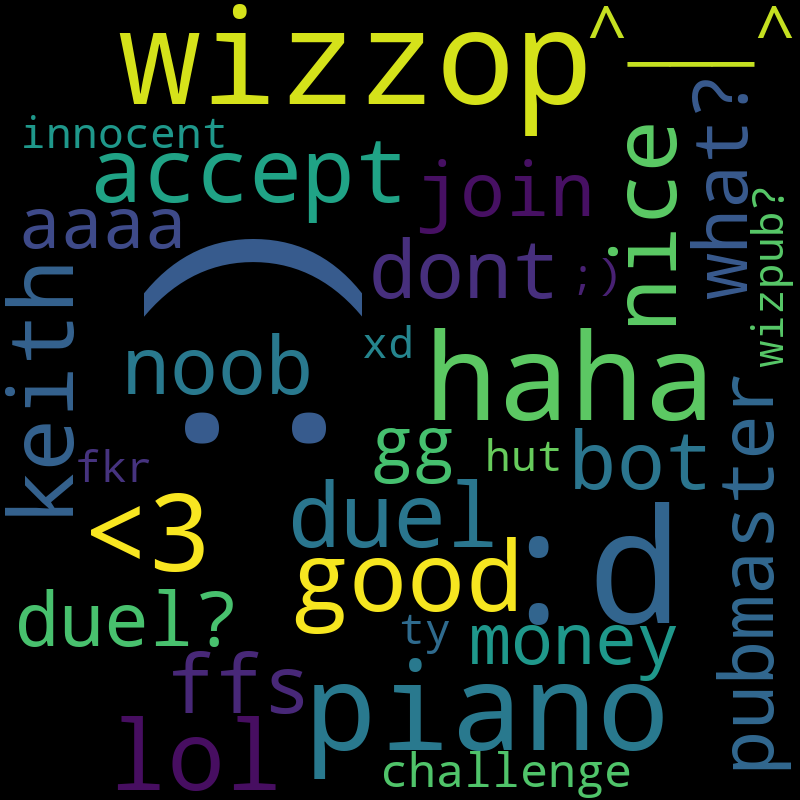 wizzop
^__^
innocent
accept
join
nice
what?
wizpub?
aaaa
dont
;)
keith
:)
noob
xd
haha
gg
hut
bot
fkr
<3
duel
good
:d
pubmaster
duel?
ty
money
ffs
piano
lol
challenge